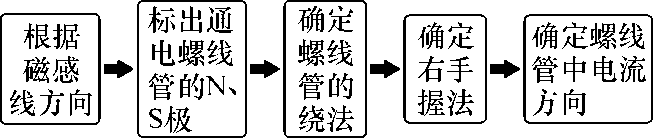 根据
磁感
线方向
标出通
电螺线
管的N、
S极
确定
螺线
管的
绕法
确定
右手
握法
确定螺线
管中电流
方向